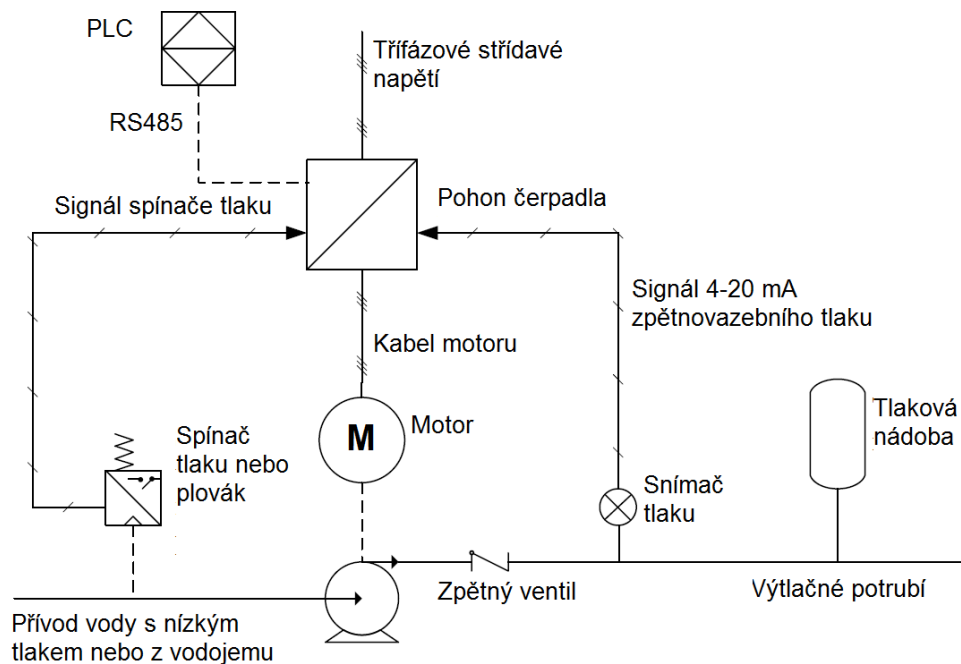 PLC
Třífázové střídavé
napětí
RS485
Signál spínače tlaku
Pohon čerpadla
Signál 4-20 mA
zpětnovazebního tlaku
Kabel motoru
M
Motor
Tlaková
nádoba
Spínač
tlaku nebo
plovák
Snímač
tlaku
Zpětný ventil
Výtlačné potrubí
Přívod vody s nízkým
tlakem nebo z vodojemu